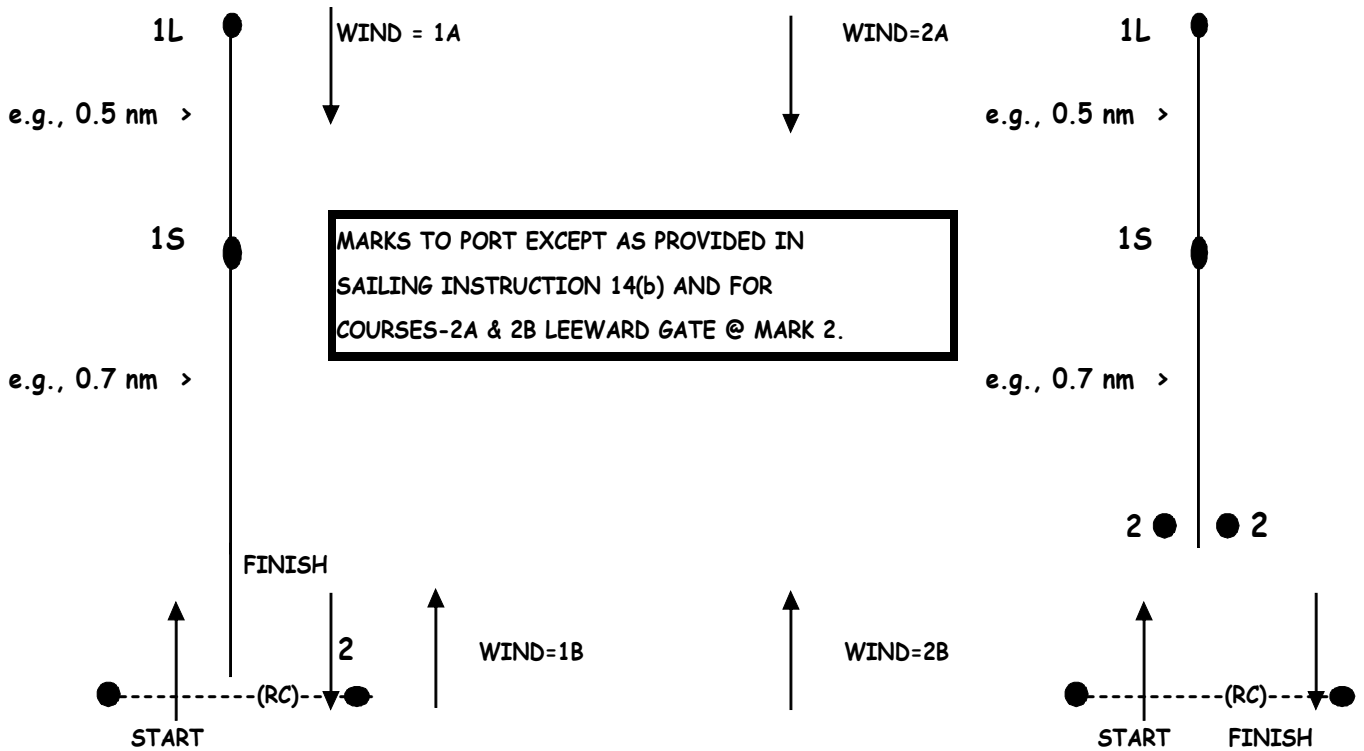 1L
WIND = 1A
WIND=2A
1L
e.g., 0.5 nm >
e.g., 0.5 nm >
1S
MARKS TO PORT EXCEPT AS PROVIDED IN
SAILING INSTRUCTION 14(b) AND FOR
COURSES-2A & 2B LEEWARD GATE @ MARK 2.
1S
e.g., 0.7 nm >
e.g., 0.7 nm >
2
2
FINISH
2
WIND=1B
WIND=2B
(RC)
(RC)
START
START
FINISH